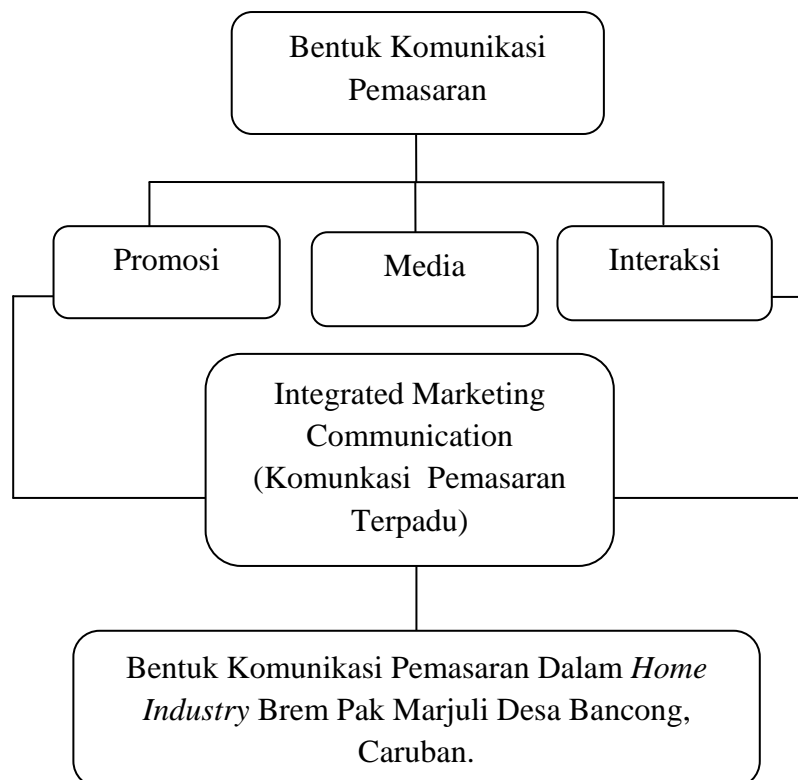 Bentuk Komunikasi
Pemasaran
Promosi
Media
Interaksi
Integrated Marketing
Communication
(Komunkasi Pemasaran
Terpadu)
Bentuk Komunikasi Pemasaran Dalam Home
Industry Brem Pak Marjuli Desa Bancong,
Caruban.